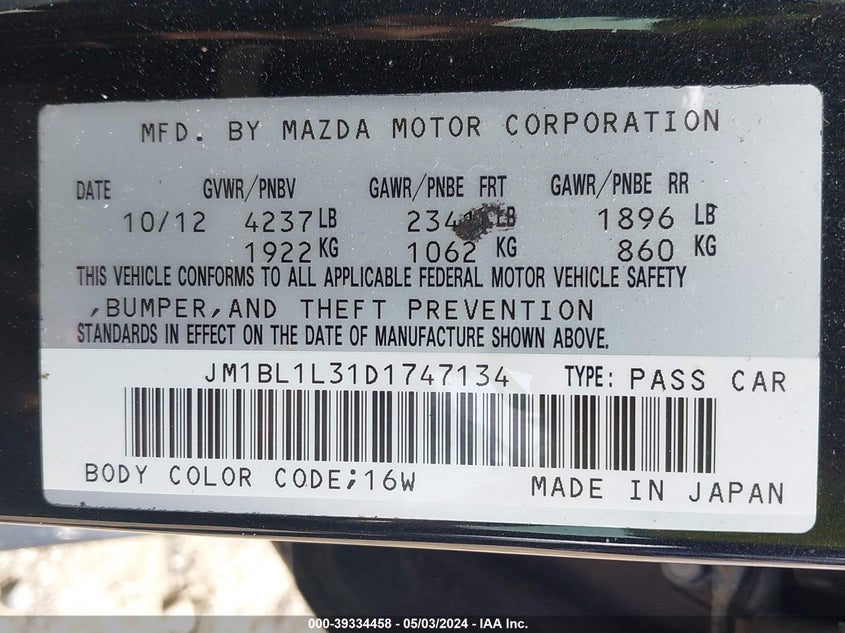 MFD. BY MAZDA MOTOR CORPORATION
DATE GVWR/PNBV GAWR/PNBE FRT GAWR/PNBE RR
10/12 4237 LB 2341 LB 1896 LB
1922 KG 1062 KG 860 KG
THIS VEHICLE CONFORMS TO ALL APPLICABLE FEDERAL MOTOR VEHICLE SAFETY
,BUMPER,AND THEFT PREVENTION
STANDARDS IN EFFECT ON THE DATE OF MANUFACTURE SHOWN ABOVE.
JM1BL1L31D1747134 TYPE: PASS CAR
BODY COLOR CODE;16W MADE IN JAPAN
000-39334458 - 05/03/2024 - IAA Inc.